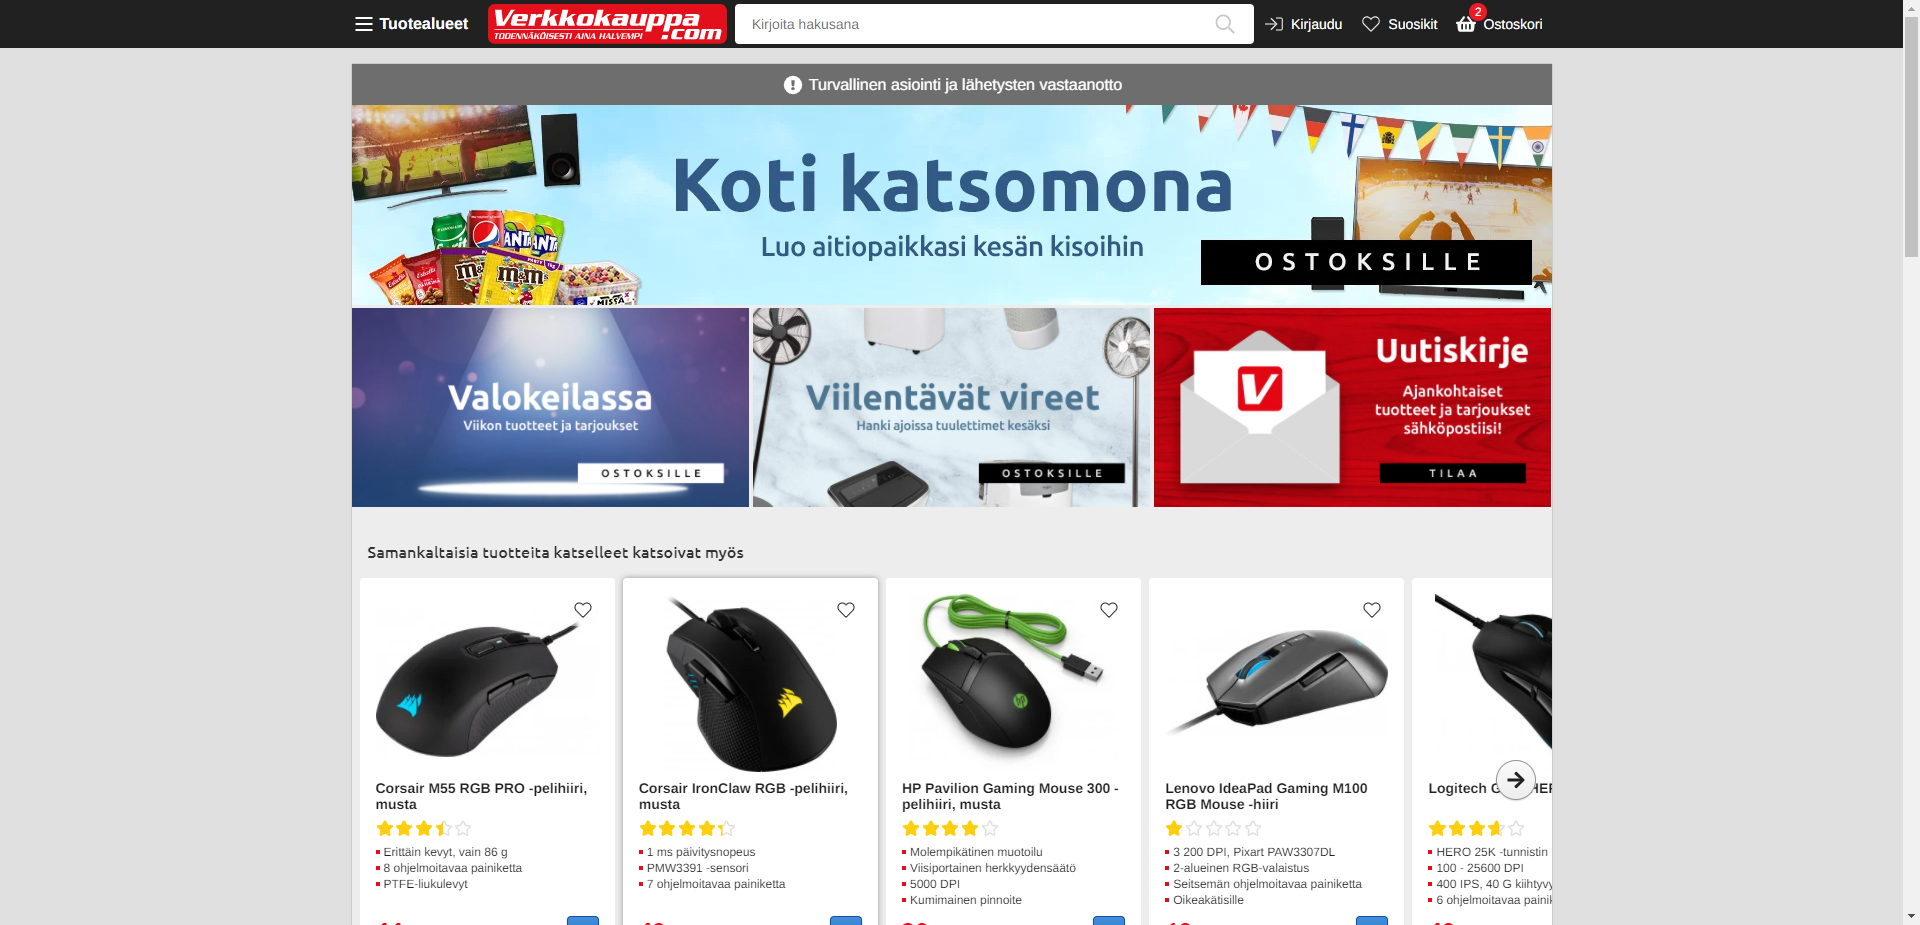 Tuotealueet
Verkkokauppa.com
TODENNÄKÖISESTI AINA HALVEMPI
Kirjoita hakusana
Kirjaudu
Suosikit
2
Ostoskori
Turvallinen asiointi ja lähetysten vastaanotto
Koti katsomona
Luo aitiopaikkasi kesän kisoihin
OSTOKSILLE
m&m's
Valokeilassa
Viikon tuotteet ja tarjoukset
OSTOKSILLE
Viilentävät vireet
Hanki ajoissa tuulettimet kesäksi
OSTOKSILLE
V
Uutiskirje
Ajankohtaiset
tuotteet ja tarjoukset
sähköpostiisi!
TILAA
Samankaltaisia tuotteita katselleet katsoivat myös
Corsair M55 RGB PRO -pelihiiri,
musta
Erittäin kevyt, vain 86 g
8 ohjelmoitavaa painiketta
PTFE-liukulevyt
Corsair IronClaw RGB -pelihiiri,
musta
1 ms päivitysnopeus
PMW3391 -sensori
7 ohjelmoitavaa painiketta
hp
HP Pavilion Gaming Mouse 300 -
pelihiiri, musta
Molempikätinen muotoilu
Viisiportainen herkkyydensäätö
5000 DPI
Kumimainen pinnoite
Lenovo IdeaPad Gaming M100
RGB Mouse -hiiri
3 200 DPI, Pixart PAW3307DL
2-alueinen RGB-valaistus
Seitsemän ohjelmoitavaa painiketta
Oikeakätisille
Logitech G
HERO 25K -tunnistin
100 - 25600 DPI
400 IPS, 40 G kiihtyvy
6 ohjelmoitavaa painik